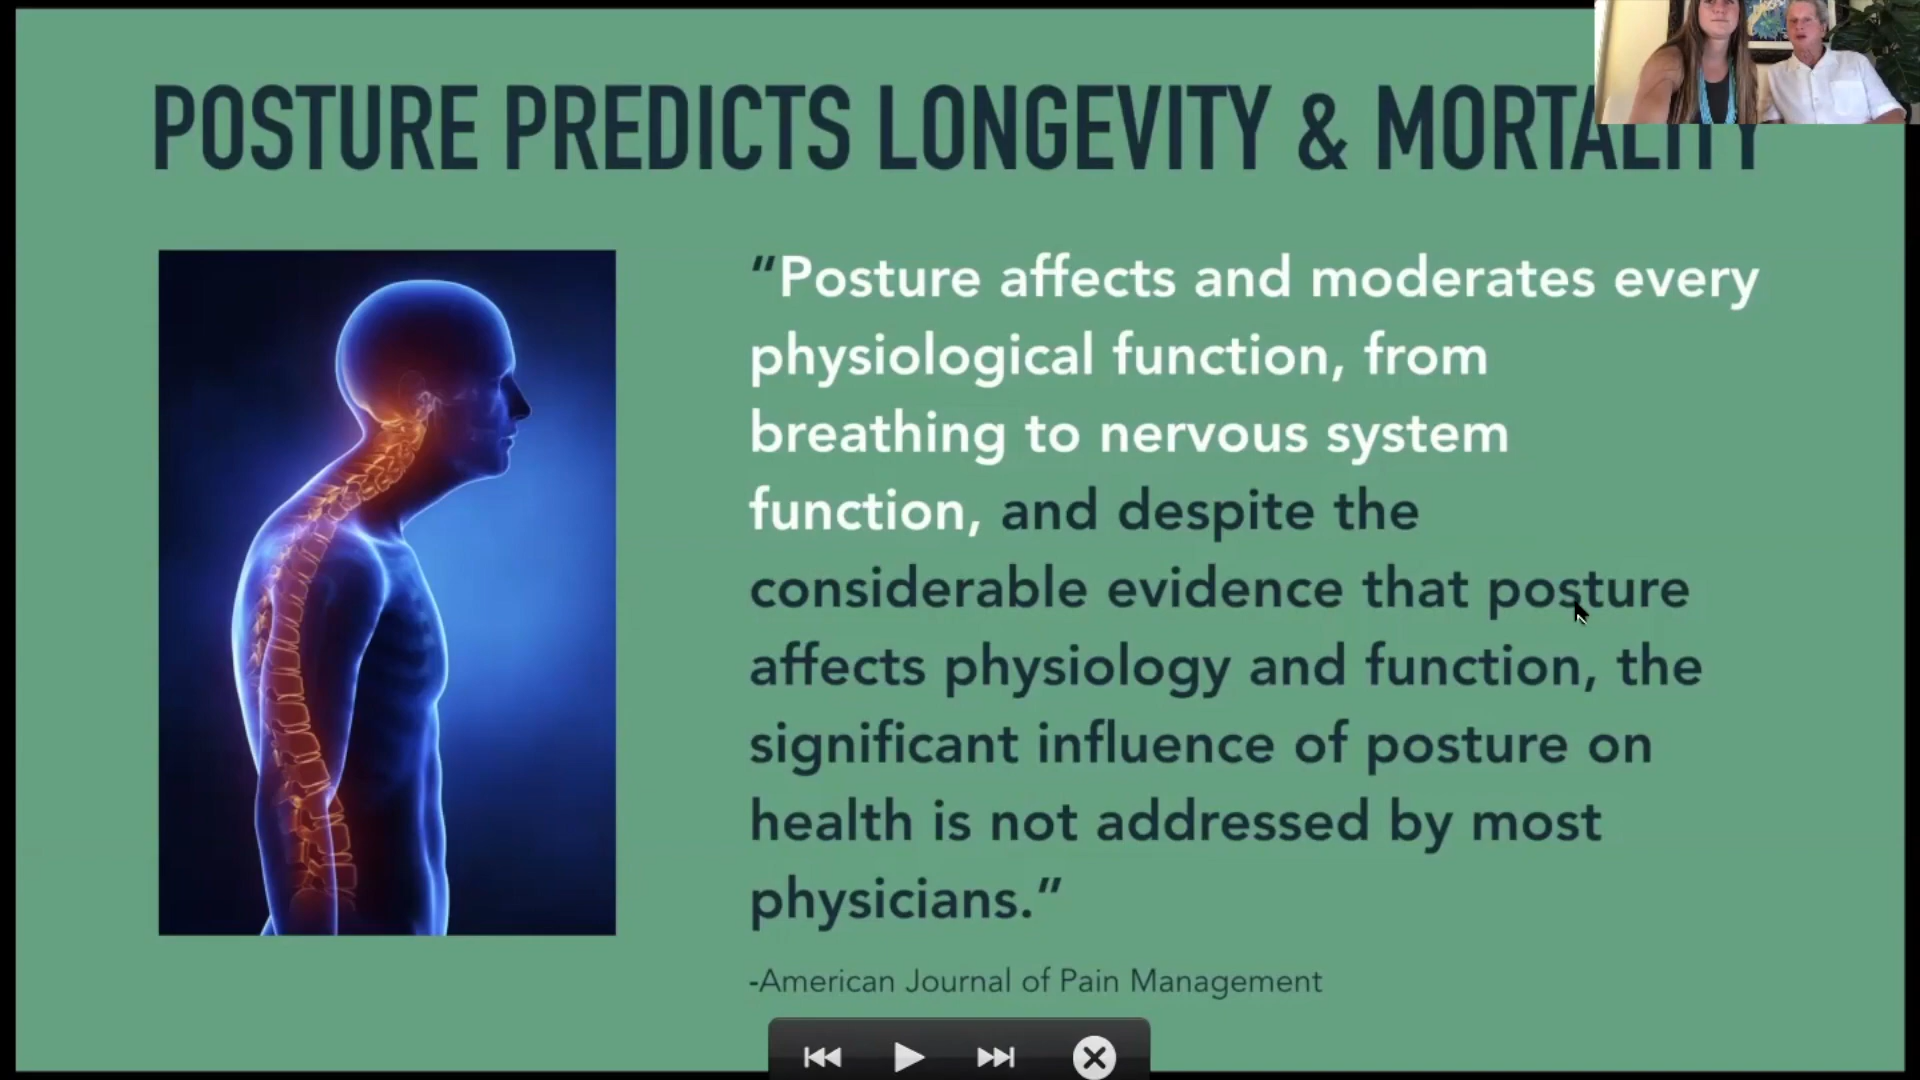 POSTURE PREDICTS LONGEVITY & MORTALITY
“Posture affects and moderates every
physiological function, from
breathing to nervous system
function, and despite the
considerable evidence that posture
affects physiology and function, the
significant influence of posture on
health is not addressed by most
physicians.”
-American Journal of Pain Management